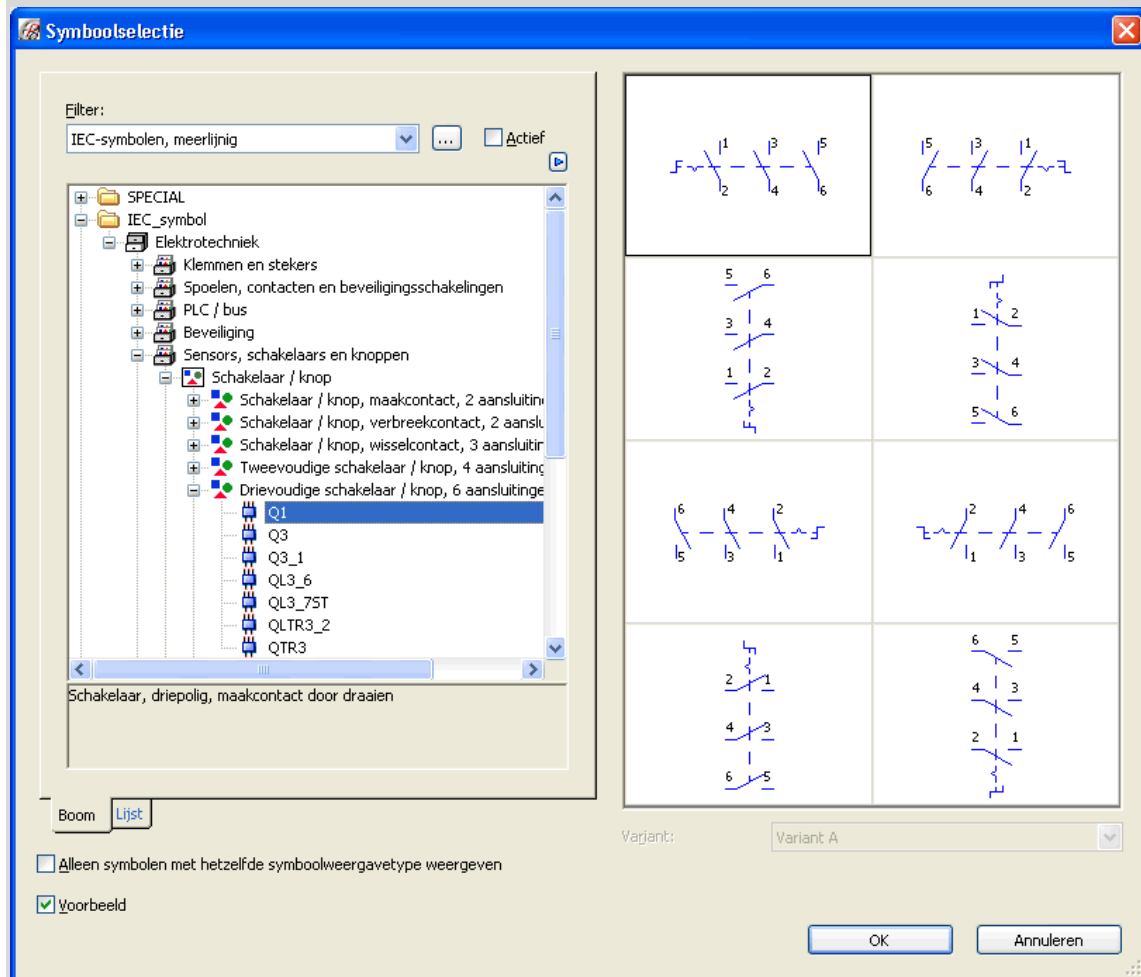 Symboolselectie
Filter:
IEC-symbolen, meerlijnig
...
Actief
SPECIAL
IEC_symbol
Elektrotechniek
Klemmen en stekers
Spoelen, contacten en beveiligingsschakelingen
PLC / bus
Beveiliging
Sensors, schakelaars en knoppen
Schakelaar / knop
Schakelaar / knop, maakcontact, 2 aansluitin
Schakelaar / knop, verbreekcontact, 2 aanslu
Schakelaar / knop, wisselcontact, 3 aansluitin
Tweevoudige schakelaar / knop, 4 aansluiting
Drievoudige schakelaar / knop, 6 aansluitinge
Q1
Q3
Q3_1
QL3_6
QL3_7ST
QLTR3_2
QTR3
Schakelaar, driepolig, maakcontact door draaien
Boom
Lijst
Alleen symbolen met hetzelfde symboolweergavetype weergeven
Voorbeeld
1 3 5
2 4 6
5 3 1
6 4 2
5 6
3 4
1 2
1 2
3 4
5 6
6 4 2
5 3 1
2 4 6
1 3 5
2 1
4 3
6 5
6 5
4 3
2 1
Variant:
Variant A
OK
Annuleren